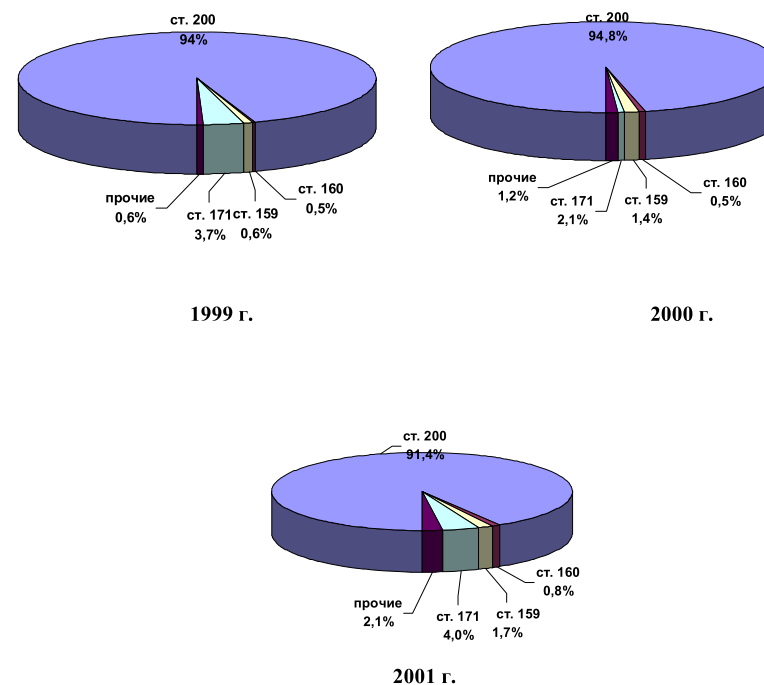 ст. 200
94%
прочие
0,6%
ст. 171
3,7%
ст. 159
0,6%
ст. 160
0,5%
1999 г.
ст. 200
94,8%
прочие
1,2%
ст. 171
2,1%
ст. 159
1,4%
ст. 160
0,5%
2000 г.
ст. 200
91,4%
прочие
2,1%
ст. 171
4,0%
ст. 159
1,7%
ст. 160
0,8%
2001 г.